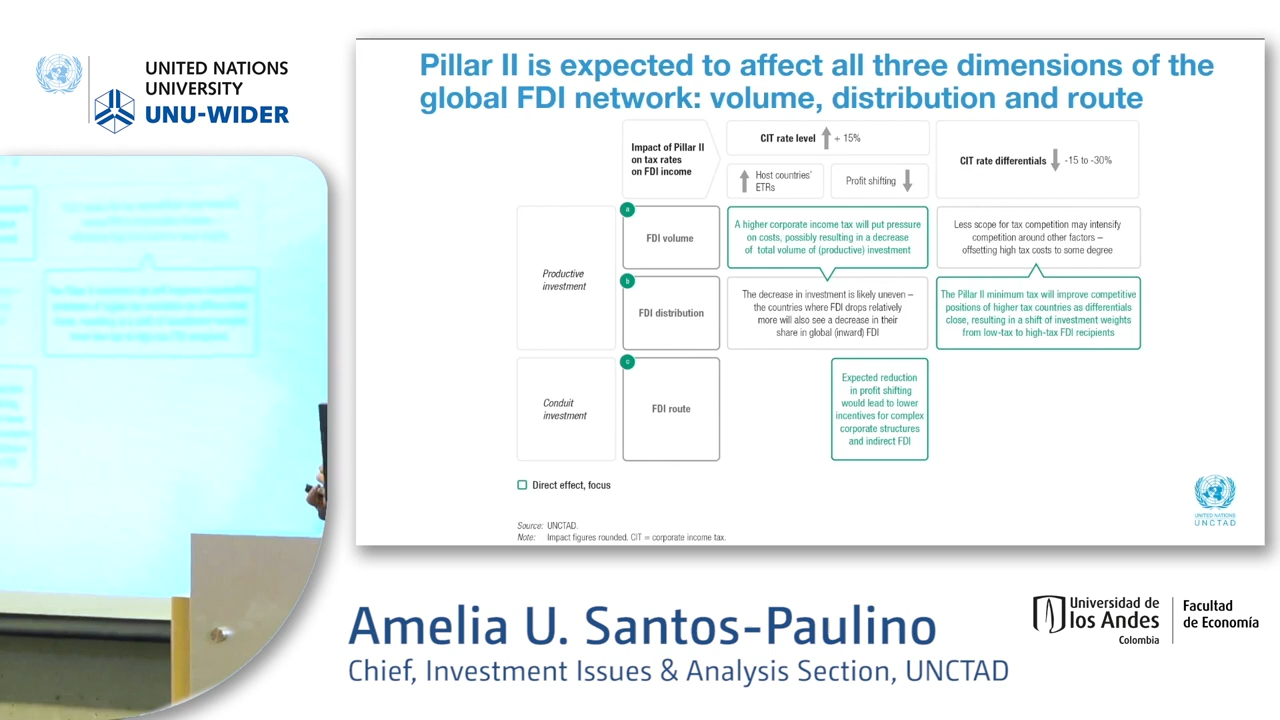 UNITED NATIONS
UNIVERSITY
UNU-WIDER
Pillar II is expected to affect all three dimensions of the
global FDI network: volume, distribution and route
Impact of Pillar II
on tax rates
on FDI income
CIT rate level + 15%
Host countries'
ETRs
Profit shifting
CIT rate differentials -15 to -30%
Productive
investment
a
FDI volume
A higher corporate income tax will put pressure
on costs, possibly resulting in a decrease
of total volume of (productive) investment
Less scope for tax competition may intensify
competition around other factors –
offsetting high tax costs to some degree
b
FDI distribution
The decrease in investment is likely uneven –
the countries where FDI drops relatively
more will also see a decrease in their
share in global (inward) FDI
The Pillar II minimum tax will improve competitive
positions of higher tax countries as differentials
close, resulting in a shift of investment weights
from low-tax to high-tax FDI recipients
Conduit
investment
c
FDI route
Expected reduction
in profit shifting
would lead to lower
incentives for complex
corporate structures
and indirect FDI
Direct effect, focus
Source: UNCTAD.
Note: Impact figures rounded. CIT = corporate income tax.
UNITED NATIONS
UNCTAD
Amelia U. Santos-Paulino
Chief, Investment Issues & Analysis Section, UNCTAD
Universidad de
los Andes
Colombia
Facultad
de Economía